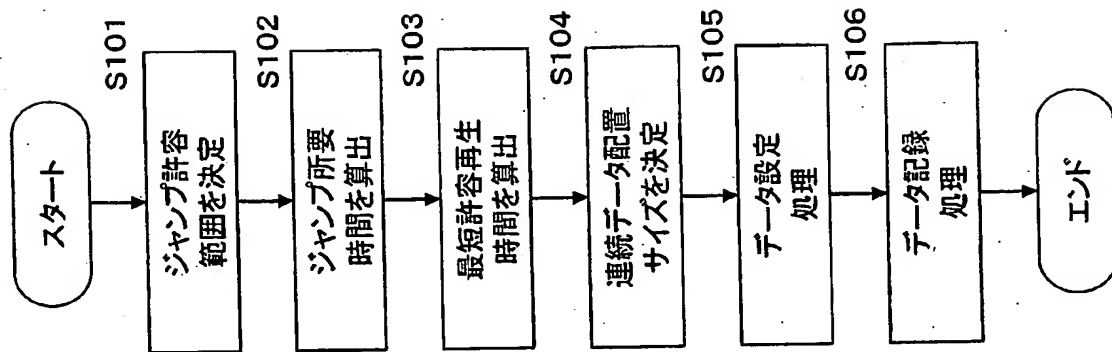 スタート
S101
ジャンプ許容
範囲を決定
S102
ジャンプ所要
時間を算出
S103
最短許容再生
時間を算出
S104
連続データ配置
サイズを決定
S105
データ設定
処理
S106
データ記録
処理
エンド